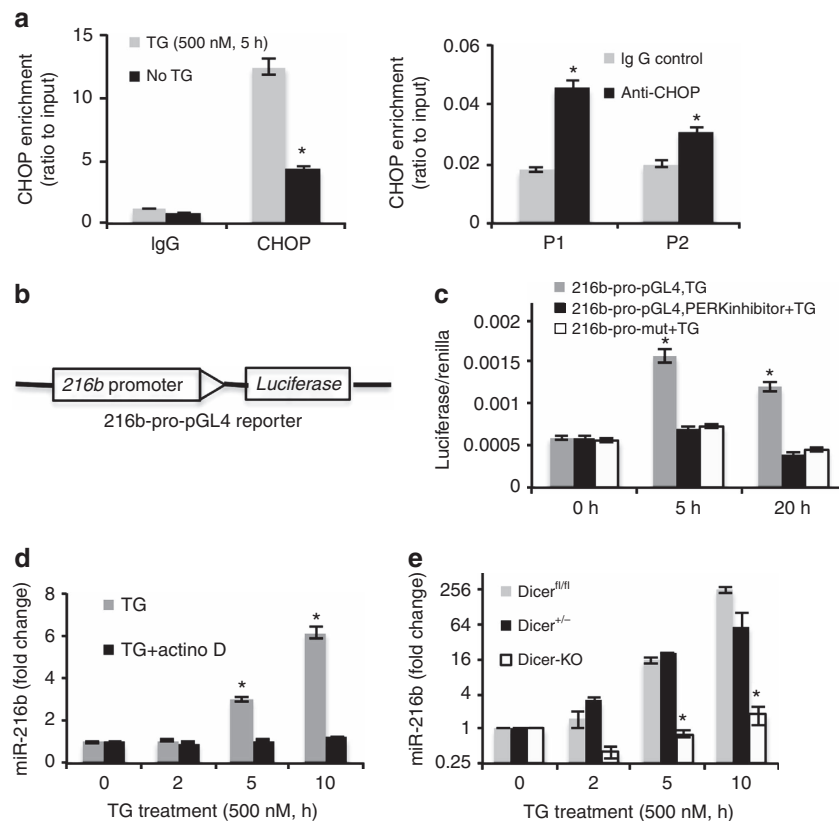 a
CHOP enrichment
(ratio to input)
15
10
5
0
TG (500 nM, 5 h)
No TG
*
IgG
CHOP
CHOP enrichment
(ratio to input)
0.06
0.04
0.02
0
Ig G control
Anti-CHOP
*
*
P1
P2
b
216b promoter
Luciferase
216b-pro-pGL4 reporter
c
216b-pro-pGL4,TG
216b-pro-pGL4,PERKinhibitor+TG
216b-pro-mut+TG
Luciferase/renilla
0.002
0.0015
0.001
0.0005
0
*
*
0 h
5 h
20 h
d
miR-216b (fold change)
8
6
4
2
0
TG
TG+actino D
*
*
0
2
5
10
TG treatment (500 nM, h)
e
miR-216b (fold change)
256
64
16
4
1
0.25
Dicer^fl/fl
Dicer^+/–
Dicer-KO
*
*
0
2
5
10
TG treatment (500 nM, h)